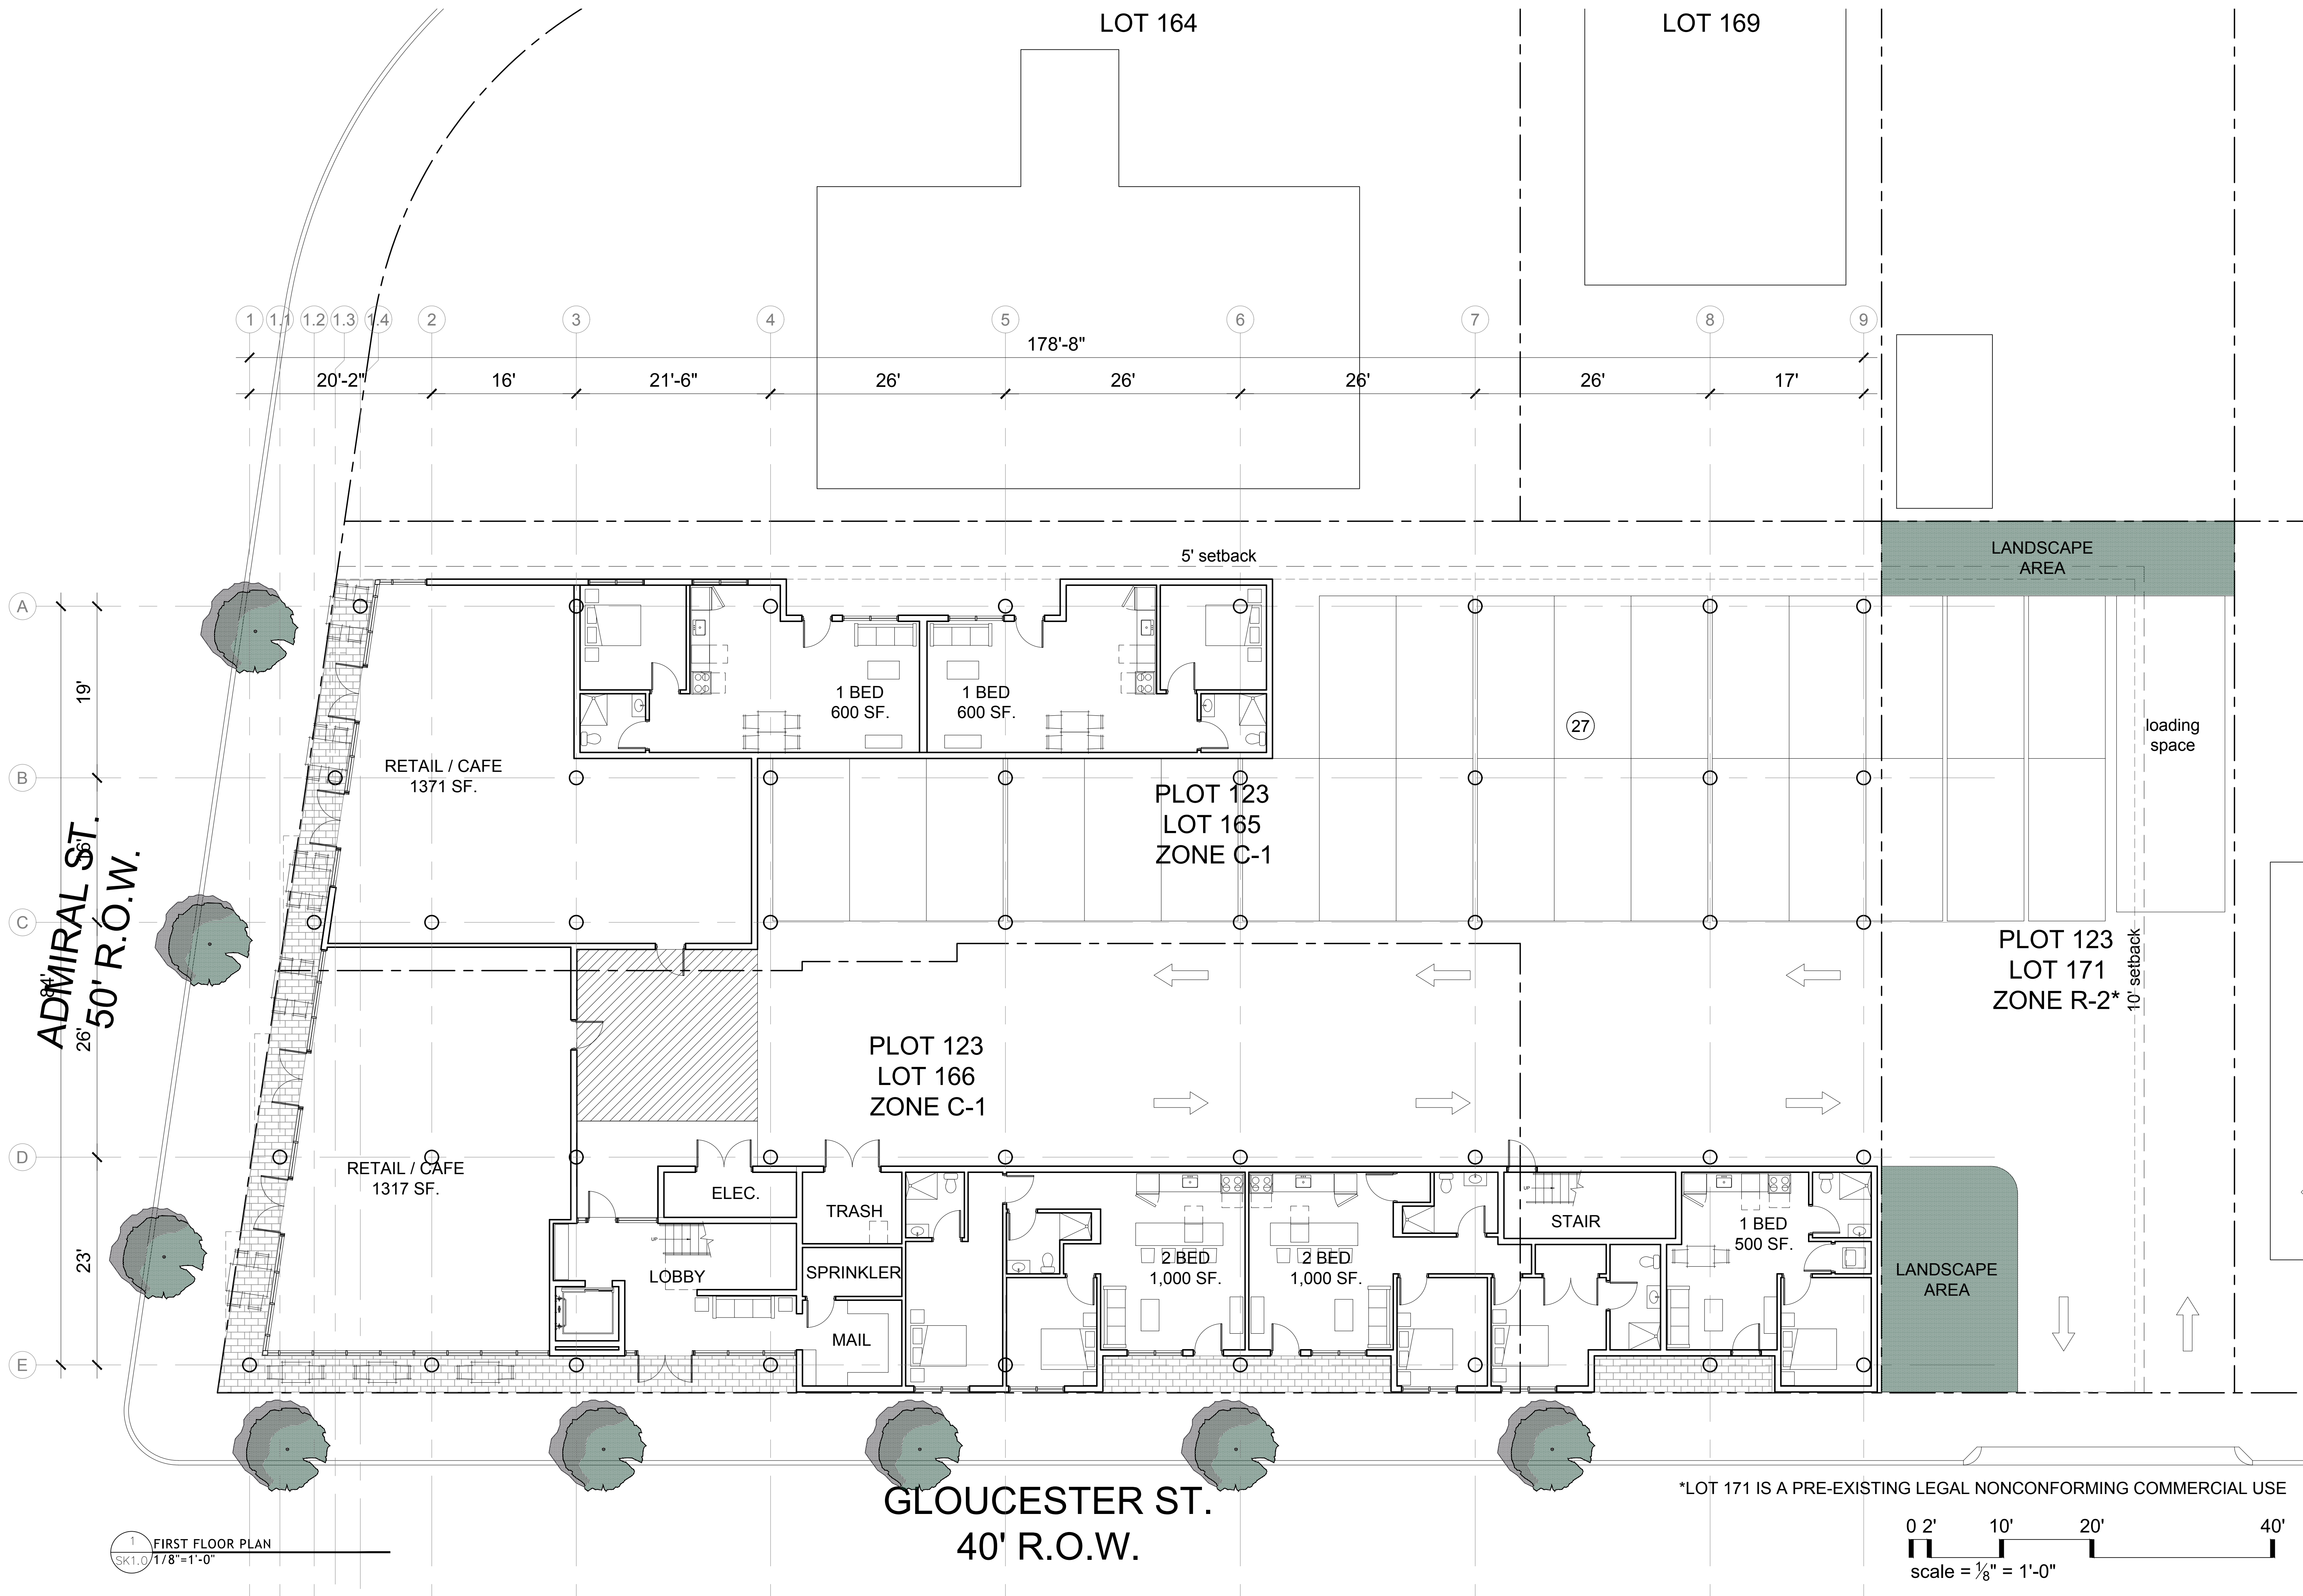 LOT 164
LOT 169
1
1.1
1.2
1.3
1.4
2
3
4
5
6
7
8
9
178'-8"
20'-2"
16'
21'-6"
26'
26'
26'
26'
17'
5' setback
LANDSCAPE
AREA
A
B
C
D
E
19'
16'
26'
23'
84'
ADMIRAL ST.
50' R.O.W.
1 BED
600 SF.
1 BED
600 SF.
27
loading
space
RETAIL / CAFE
1371 SF.
PLOT 123
LOT 165
ZONE C-1
PLOT 123
LOT 171
ZONE R-2*
10' setback
PLOT 123
LOT 166
ZONE C-1
RETAIL / CAFE
1317 SF.
ELEC.
TRASH
UP
LOBBY
SPRINKLER
MAIL
2 BED
1,000 SF.
2 BED
1,000 SF.
UP
STAIR
1 BED
500 SF.
LANDSCAPE
AREA
GLOUCESTER ST.
40' R.O.W.
*LOT 171 IS A PRE-EXISTING LEGAL NONCONFORMING COMMERCIAL USE
1
SK1.0
FIRST FLOOR PLAN
1/8"=1'-0"
0 2' 10' 20' 40'
scale = ⅛" = 1'-0"